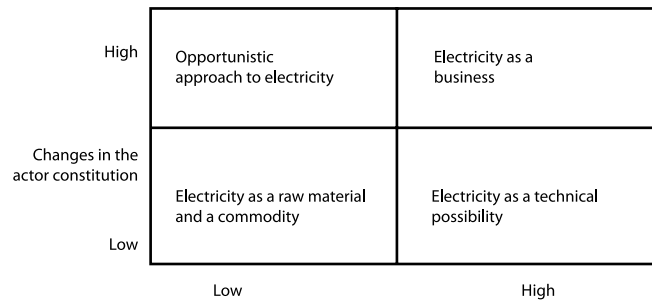 High
Opportunistic
approach to electricity
Electricity as a
business
Changes in the
actor constitution
Electricity as a raw material
and a commodity
Electricity as a technical
possibility
Low
Low
High